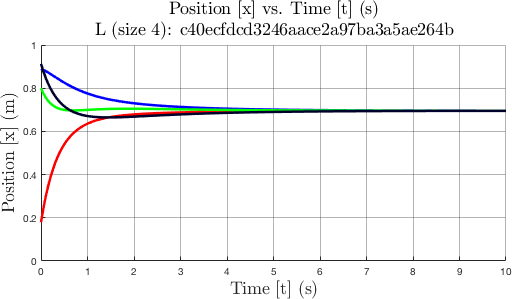 Position [x] vs. Time [t] (s)
L (size 4): c40ecfdcd3246aace2a97ba3a5ae264b
Position [x] (m)
1
0.8
0.6
0.4
0.2
0
0 1 2 3 4 5 6 7 8 9 10
Time [t] (s)